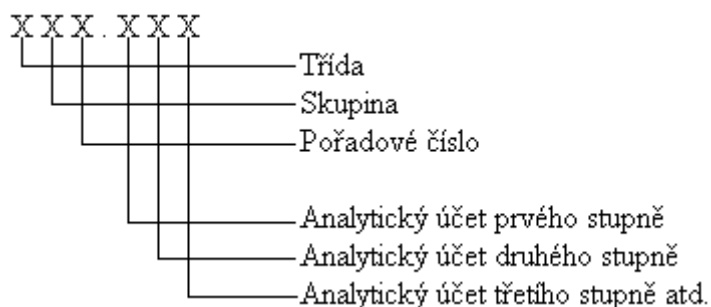 XXX.XXX
Třída
Skupina
Pořadové číslo
Analytický účet prvého stupně
Analytický účet druhého stupně
Analytický účet třetího stupně atd.